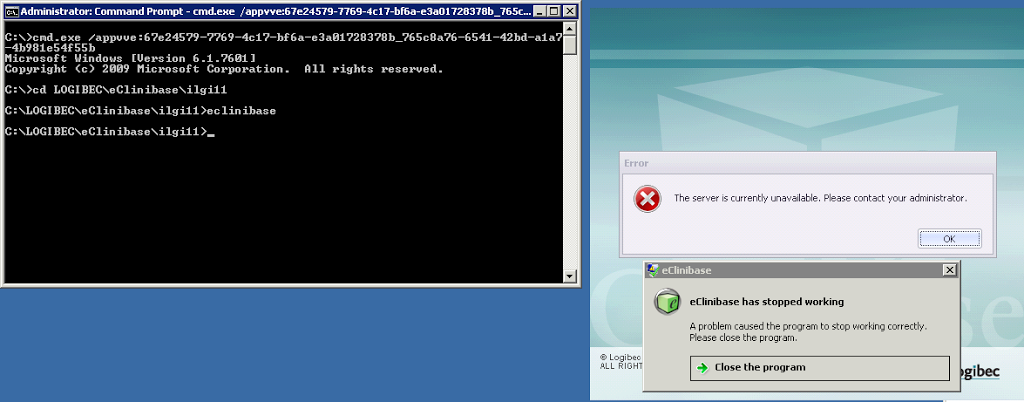 Administrator: Command Prompt - cmd.exe /appvve:67e24579-7769-4c17-bf6a-e3a01728378b_765c...
C:\>cmd.exe /appvve:67e24579-7769-4c17-bf6a-e3a01728378b_765c8a76-6541-42bd-a1a7
-4b981e54f55b
Microsoft Windows [Version 6.1.7601]
Copyright (c) 2009 Microsoft Corporation.  All rights reserved.
C:\>cd LOGIBEC\eClinibase\ilgi11
C:\LOGIBEC\eClinibase\ilgi11>eclinibase
C:\LOGIBEC\eClinibase\ilgi11>_
Error
The server is currently unavailable. Please contact your administrator.
OK
eClinibase
eClinibase has stopped working
A problem caused the program to stop working correctly.
Please close the program.
Close the program
© Logibec
ALL RIGHT
ogibec
C
se